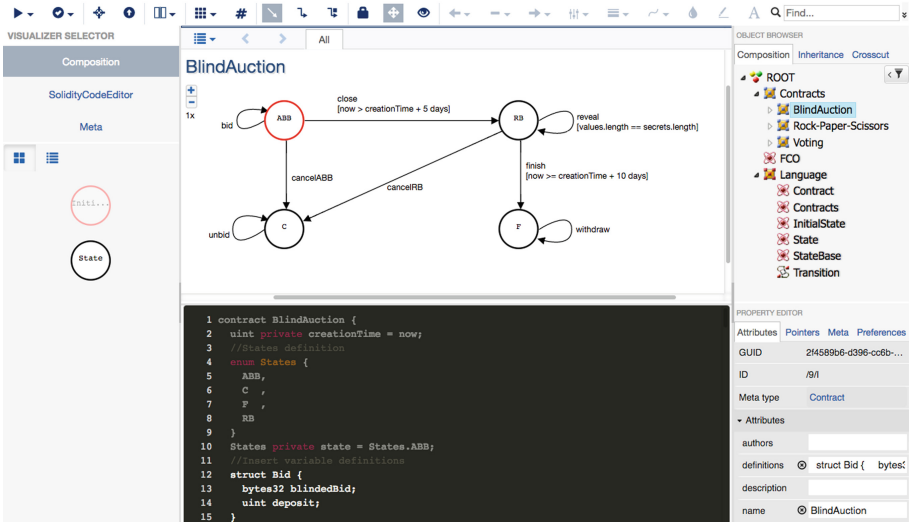 Find...
VISUALIZER SELECTOR
Composition
SolidityCodeEditor
Meta
Initi...
State
All
BlindAuction
1x
ABB
bid
close
[now > creationTime + 5 days]
RB
reveal
[values.length == secrets.length]
cancelABB
cancelRB
finish
[now >= creationTime + 10 days]
unbid
C
F
withdraw
1 contract BlindAuction {
2 uint private creationTime = now;
3 //States definition
4 enum States {
5 ABB,
6 C ,
7 F ,
8 RB
9 }
10 States private state = States.ABB;
11 //Insert variable definitions
12 struct Bid {
13 bytes32 blindedBid;
14 uint deposit;
15 }
OBJECT BROWSER
Composition Inheritance Crosscut
ROOT
Contracts
BlindAuction
Rock-Paper-Scissors
Voting
FCO
Language
Contract
Contracts
InitialState
State
StateBase
Transition
PROPERTY EDITOR
Attributes Pointers Meta Preferences
GUID 2f4589b6-d396-cc6b-...
ID /9/I
Meta type Contract
Attributes
authors
definitions struct Bid { bytes3
description
name BlindAuction